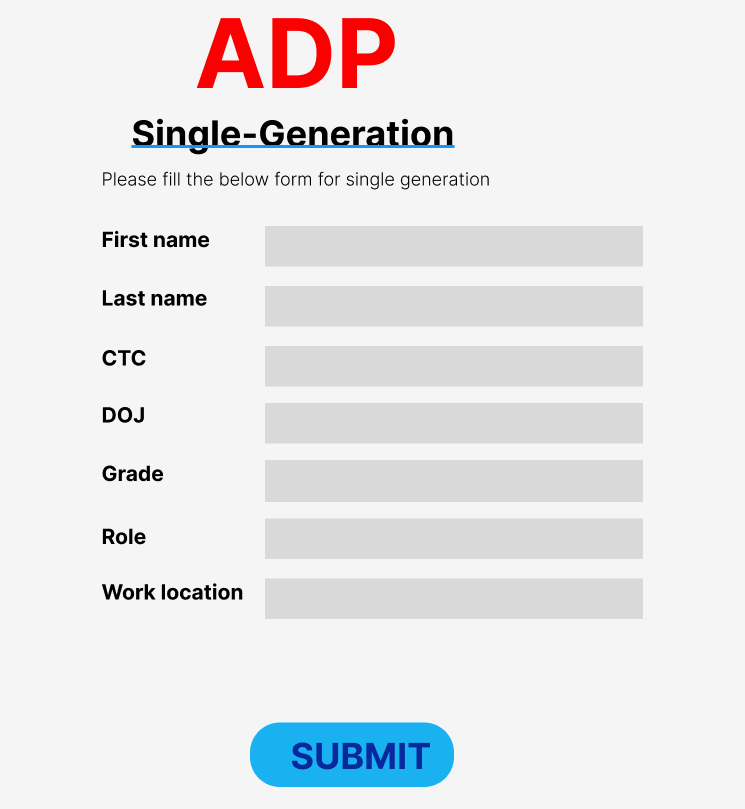 ADP
Single-Generation
Please fill the below form for single generation
First name
Last name
CTC
DOJ
Grade
Role
Work location
SUBMIT